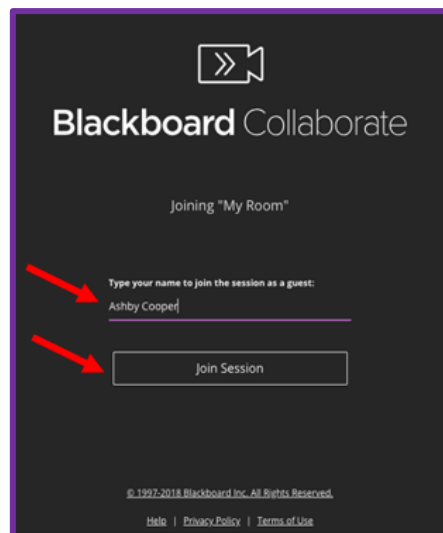 Blackboard Collaborate
Joining "My Room"
Type your name to join the session as a guest:
Ashby Cooper
Join Session
© 1997-2018 Blackboard Inc. All Rights Reserved.
Help | Privacy Policy | Terms of Use